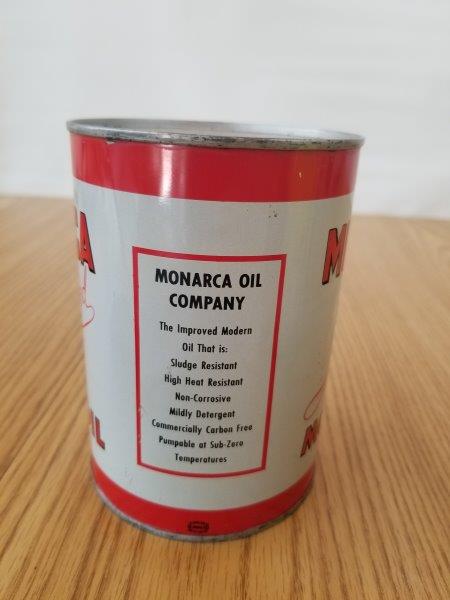 MONARCA OIL
COMPANY
The Improved Modern
Oil That is:
Sludge Resistant
High Heat Resistant
Non-Corrosive
Mildly Detergent
Commercially Carbon Free
Pumpable at Sub-Zero
Temperatures